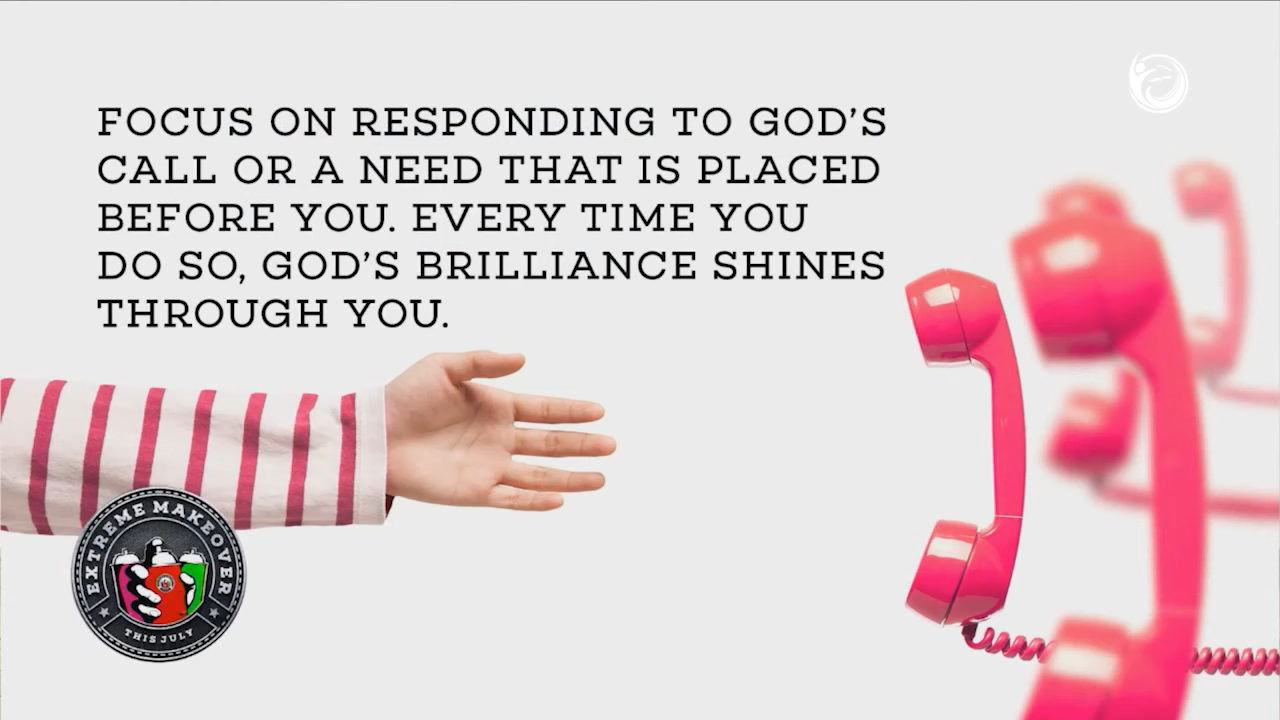 FOCUS ON RESPONDING TO GOD'S
CALL OR A NEED THAT IS PLACED
BEFORE YOU. EVERY TIME YOU
DO SO, GOD'S BRILLIANCE SHINES
THROUGH YOU.
EXTREME MAKEOVER
THIS JULY